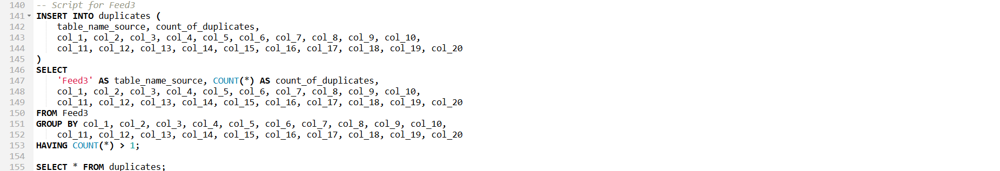 140 -- Script for Feed3
141 INSERT INTO duplicates (
142 table_name_source, count_of_duplicates,
143 col_1, col_2, col_3, col_4, col_5, col_6, col_7, col_8, col_9, col_10,
144 col_11, col_12, col_13, col_14, col_15, col_16, col_17, col_18, col_19, col_20
145 )
146 SELECT
147 'Feed3' AS table_name_source, COUNT(*) AS count_of_duplicates,
148 col_1, col_2, col_3, col_4, col_5, col_6, col_7, col_8, col_9, col_10,
149 col_11, col_12, col_13, col_14, col_15, col_16, col_17, col_18, col_19, col_20
150 FROM Feed3
151 GROUP BY col_1, col_2, col_3, col_4, col_5, col_6, col_7, col_8, col_9, col_10,
152 col_11, col_12, col_13, col_14, col_15, col_16, col_17, col_18, col_19, col_20
153 HAVING COUNT(*) > 1;
154
155 SELECT * FROM duplicates;